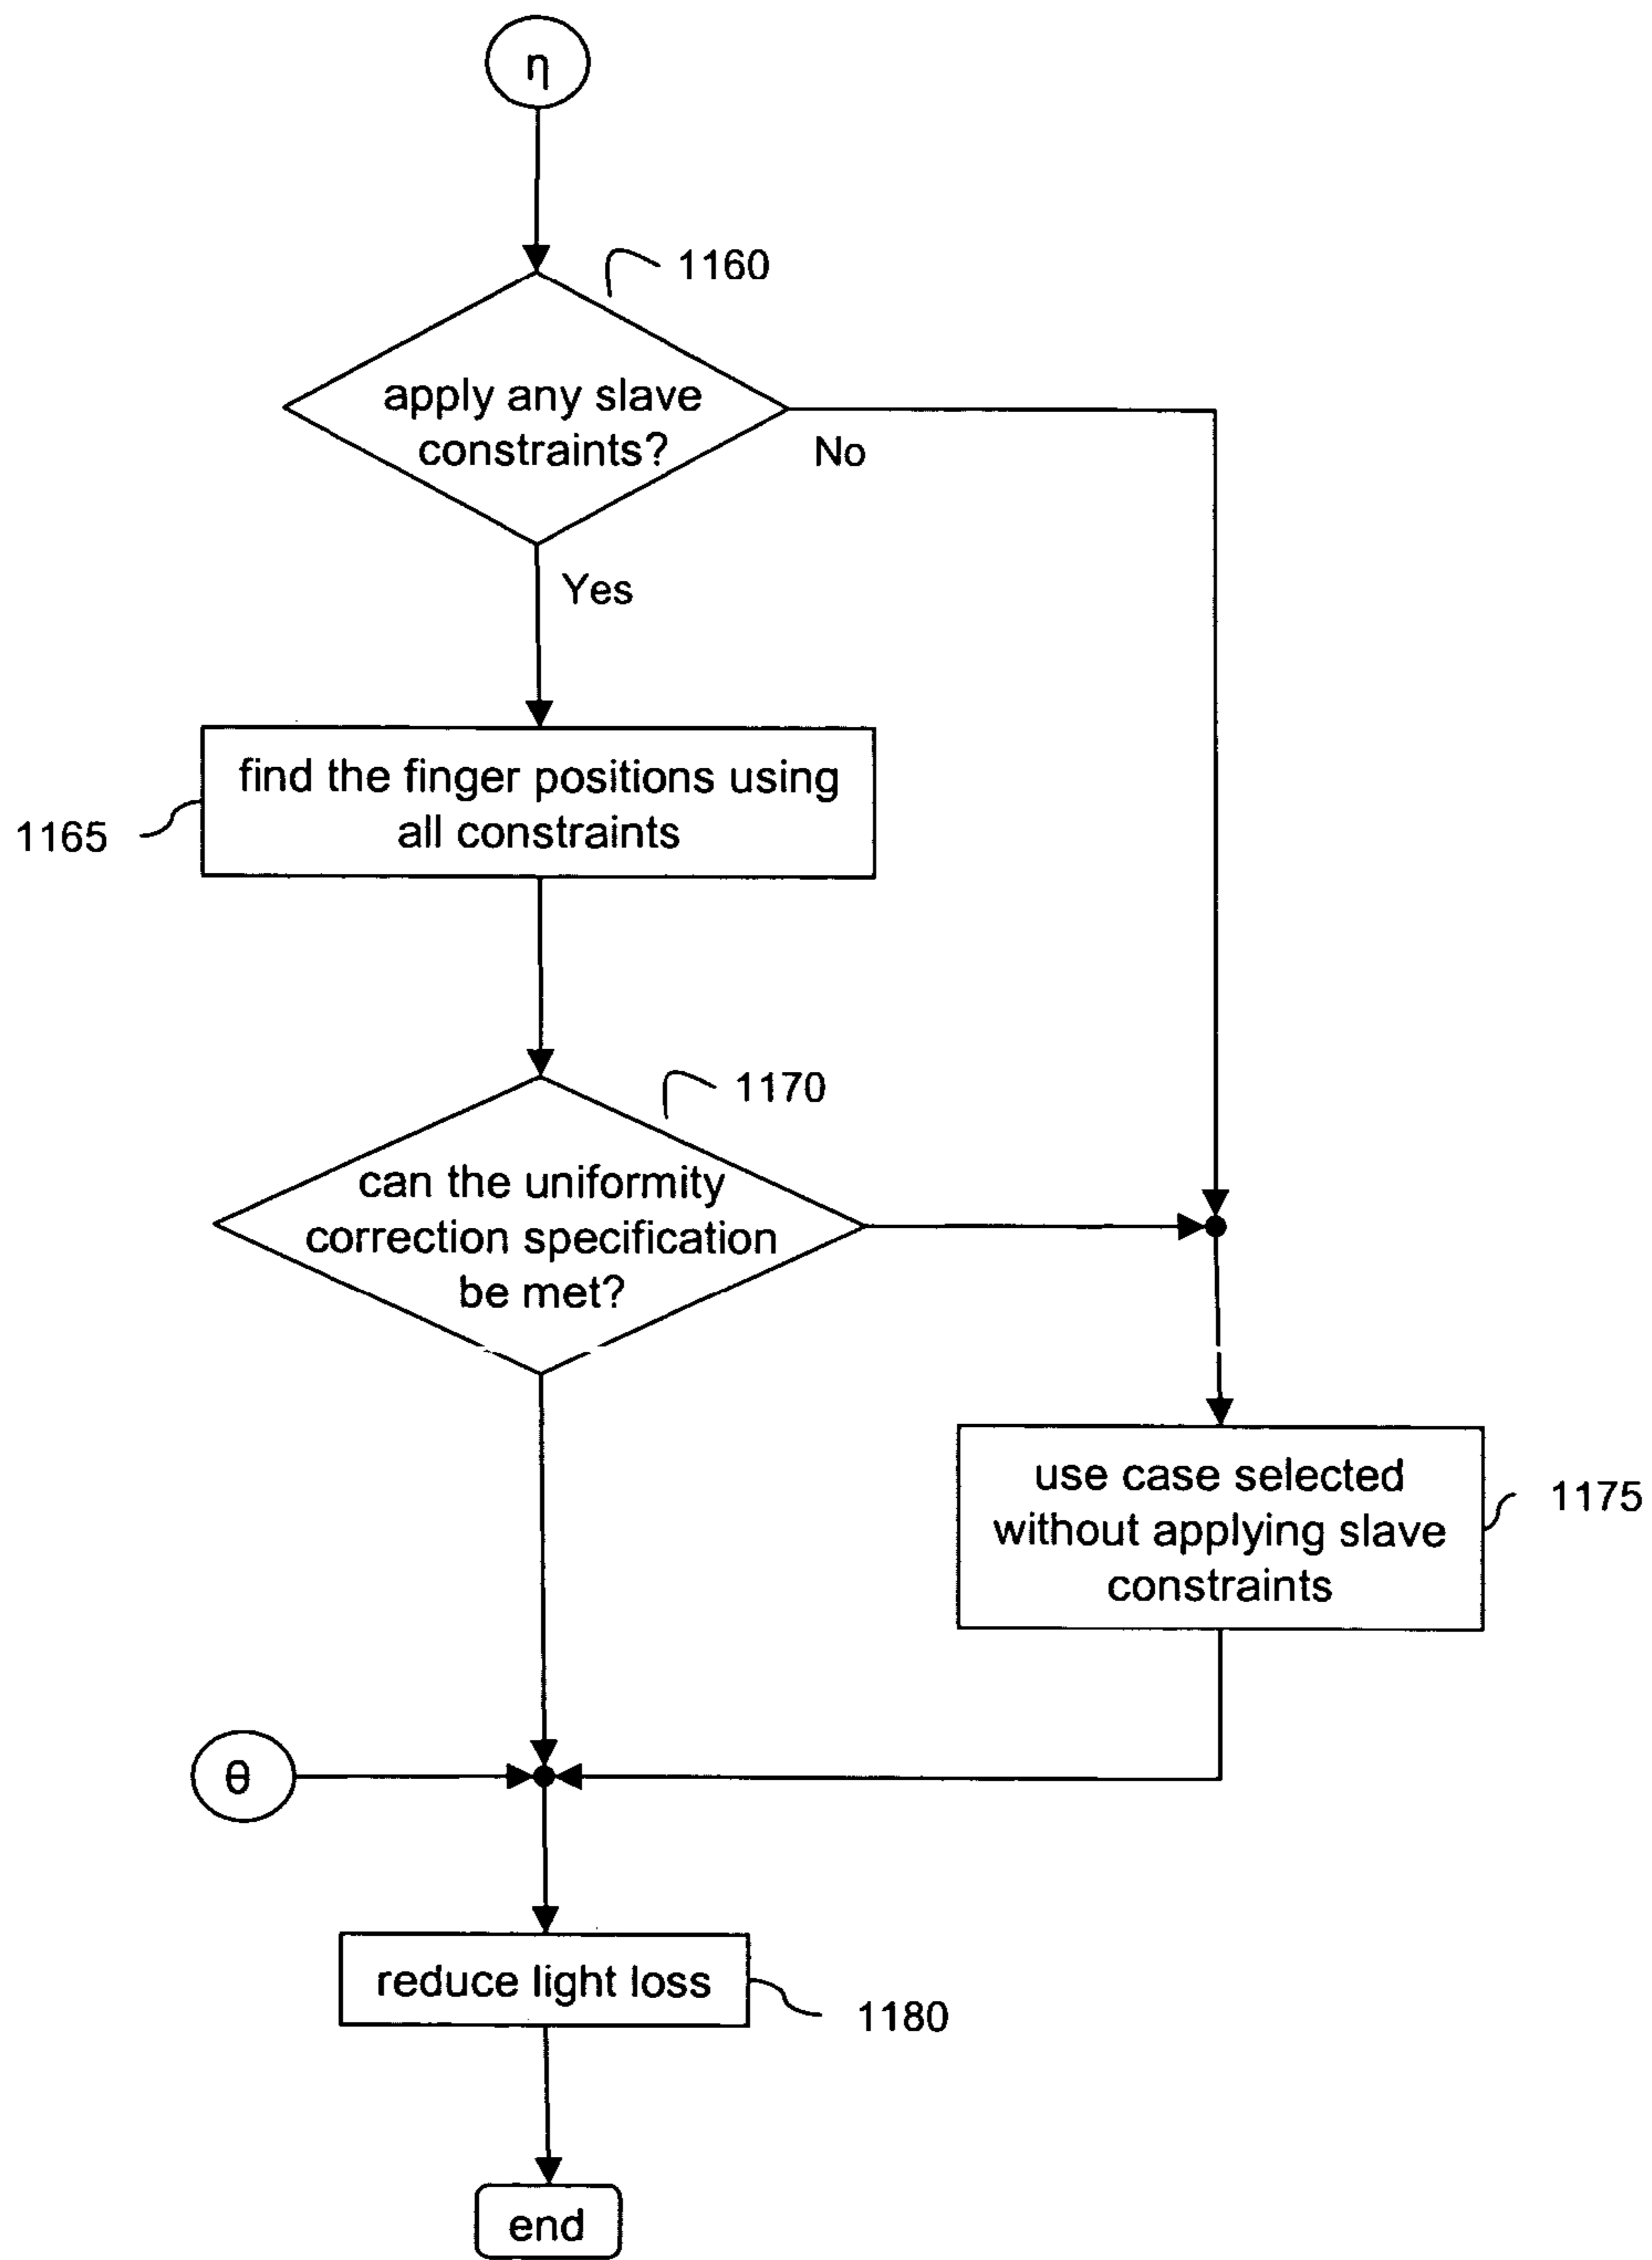 η
1160
apply any slave
constraints?
No
Yes
find the finger positions using
all constraints
1165
1170
can the uniformity
correction specification
be met?
use case selected
without applying slave
constraints
1175
θ
reduce light loss
1180
end